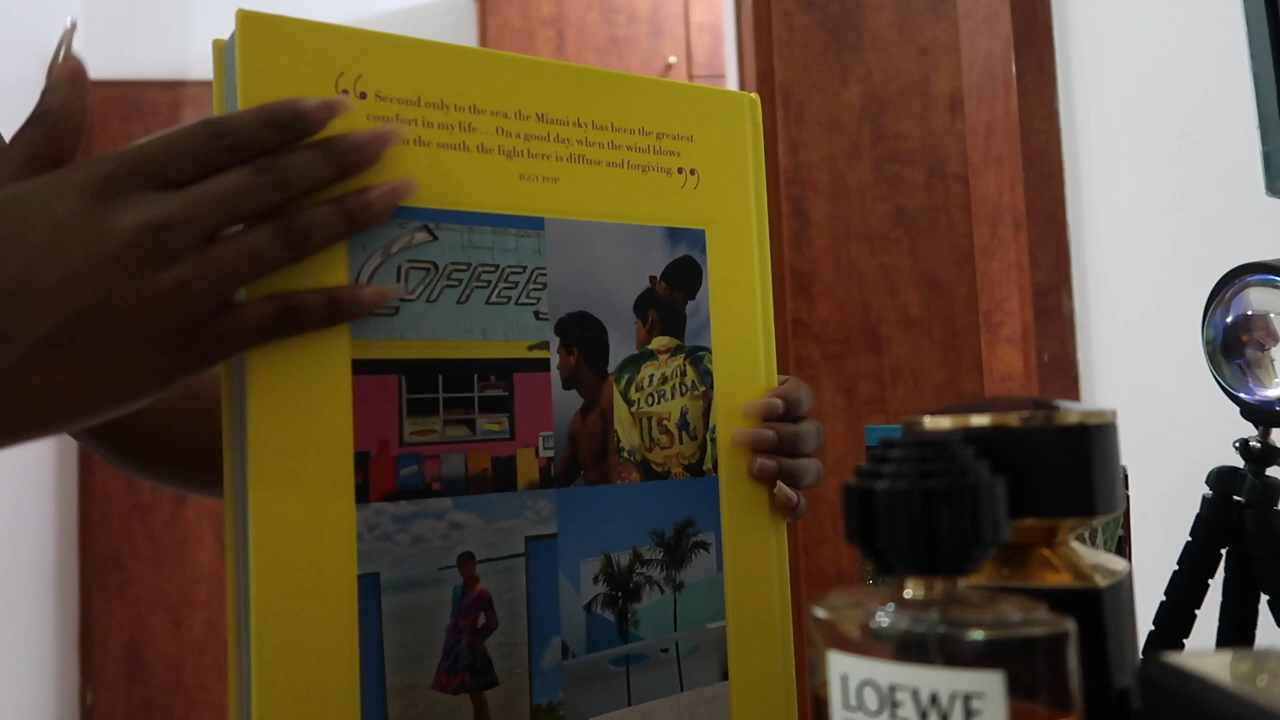 “Second only to the sea, the Miami sky has been the greatest
comfort in my life... On a good day, when the wind blows
the south, the light here is diffuse and forgiving.”
IGGY POP
COFFEE
MIAMI
FLORIDA
USA
LOEWE